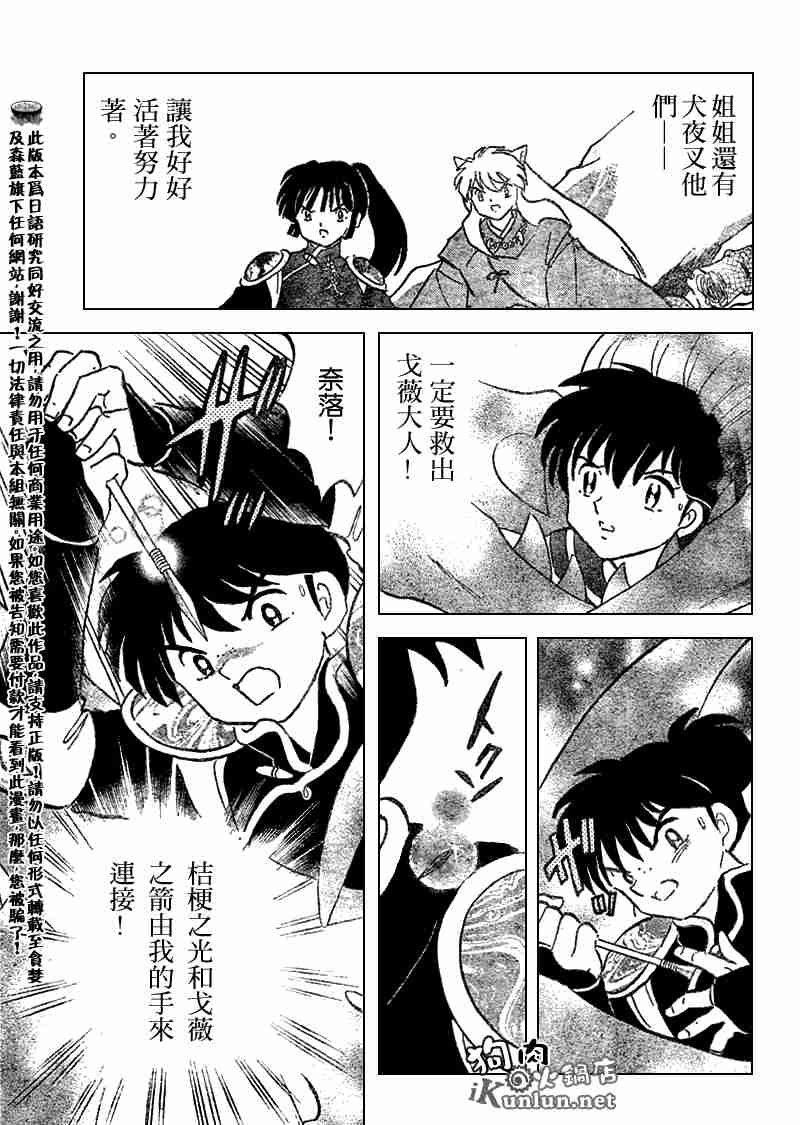 姐姐還有
犬夜叉他
們——
讓我好好
活著努力
著。
一定要救出
戈薇大人！
奈落！
桔梗之光和戈薇
之箭由我的手來
連接！
此版本為日語研究同好交流之用，請勿用于任何商業用途。如您喜歡此作品，請支持正版！請勿以任何形式轉載至貪婪
及森藍旗下任何網站，謝謝！一切法律責任與本組無關。如果您被告知需要付款才能看到此漫畫，那麼，您被騙了！
狗肉
火鍋店
iKunlun.net